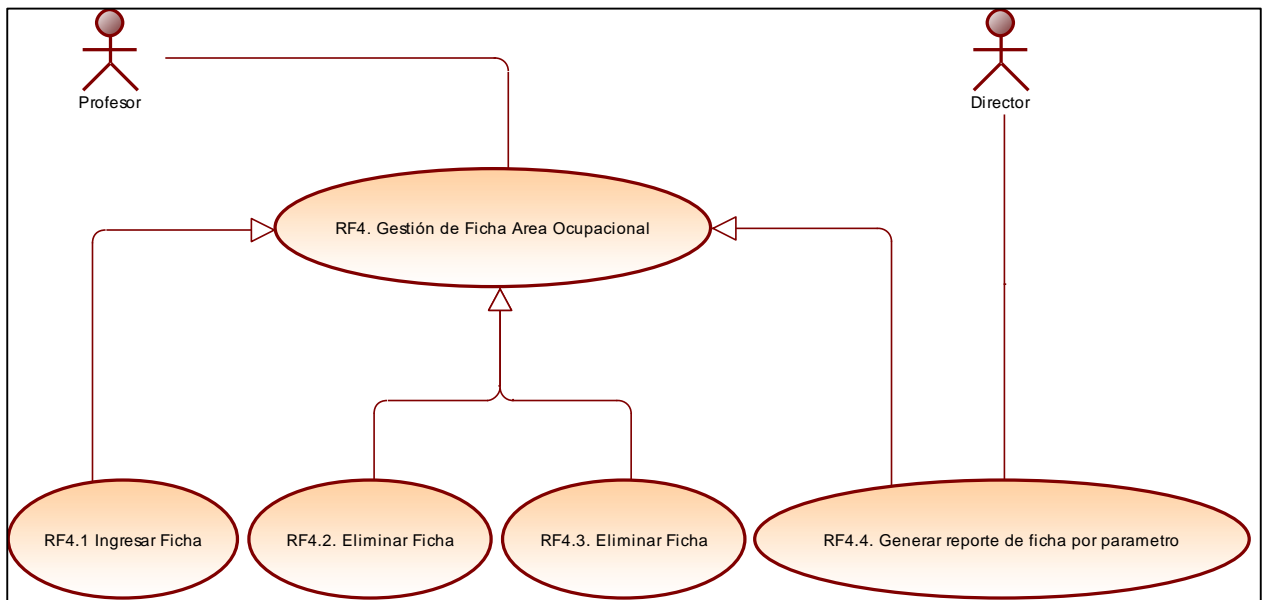 Profesor
Director
RF4. Gestión de Ficha Area Ocupacional
RF4.1 Ingresar Ficha
RF4.2. Eliminar Ficha
RF4.3. Eliminar Ficha
RF4.4. Generar reporte de ficha por parametro